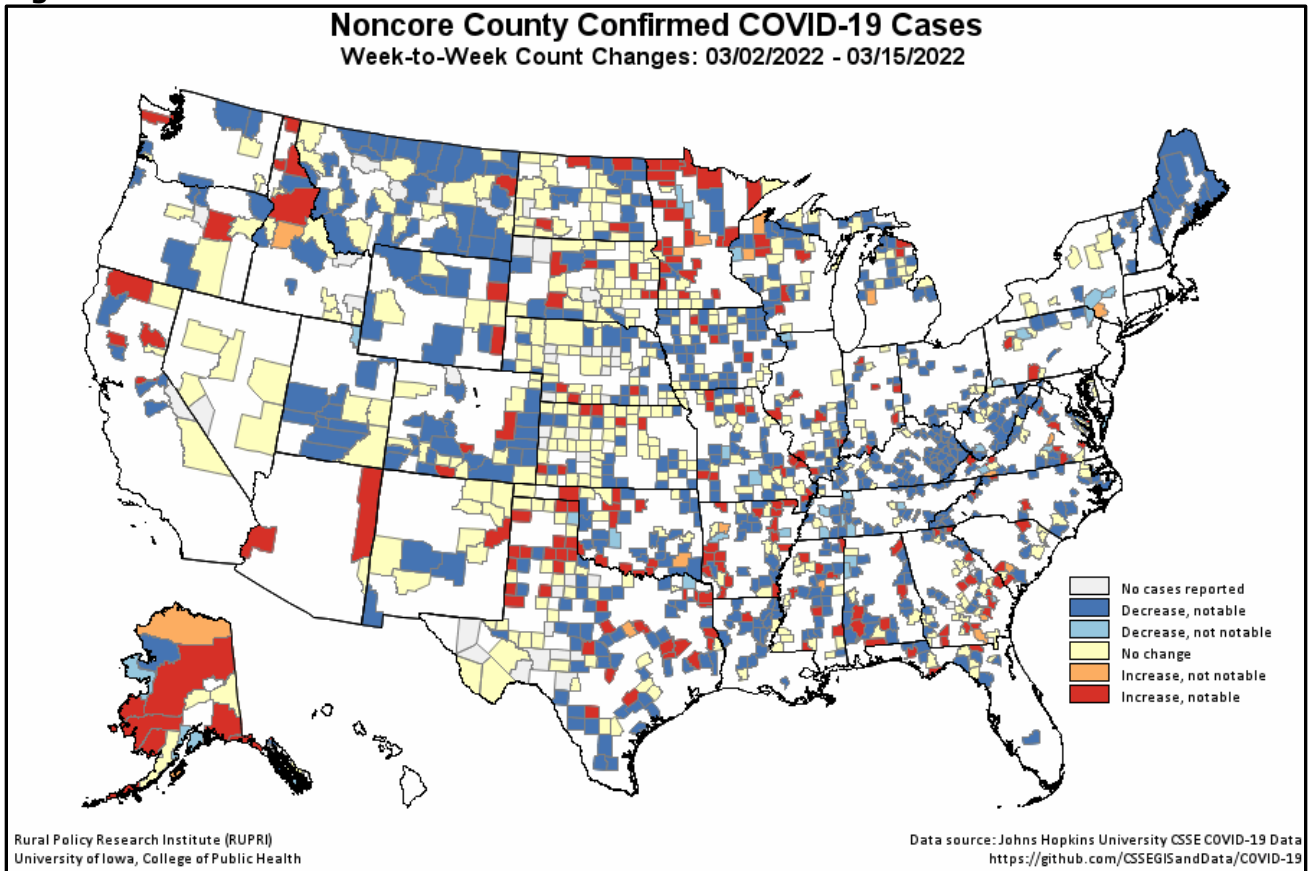 Noncore County Confirmed COVID-19 Cases
Week-to-Week Count Changes: 03/02/2022 - 03/15/2022
No cases reported
Decrease, notable
Decrease, not notable
No change
Increase, not notable
Increase, notable
Rural Policy Research Institute (RUPRI)
University of Iowa, College of Public Health
Data source: Johns Hopkins University CSSE COVID-19 Data
https://github.com/CSSEGISandData/COVID-19